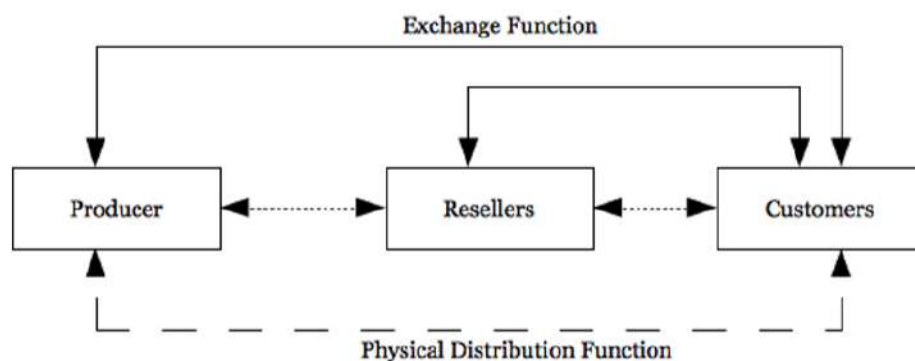 Exchange Function
Producer
Resellers
Customers
Physical Distribution Function